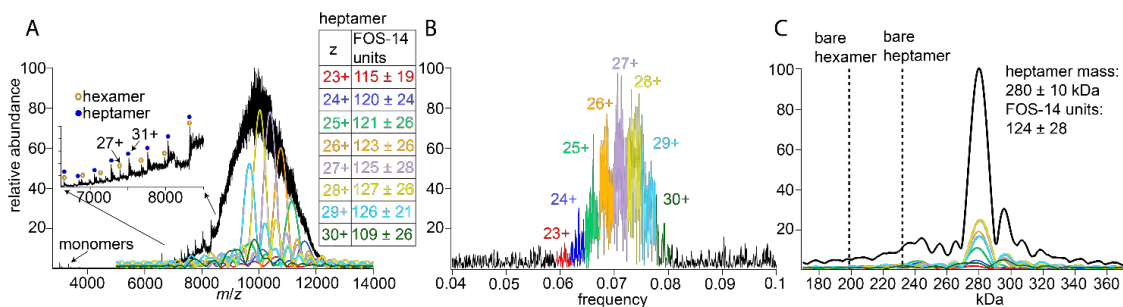 A
heptamer
z FOS-14 units
23+ 115 ± 19
24+ 120 ± 24
25+ 121 ± 26
26+ 123 ± 26
27+ 125 ± 28
28+ 127 ± 26
29+ 126 ± 21
30+ 109 ± 26
hexamer
heptamer
27+
31+
7000 8000
monomers
relative abundance
100
80
60
40
20
4000 6000 8000 10000 12000 14000
m/z
B
100
80
60
40
20
23+
24+
25+
26+
27+
28+
29+
30+
0.04 0.05 0.06 0.07 0.08 0.09 0.1
frequency
C
bare
hexamer
bare
heptamer
heptamer mass:
280 ± 10 kDa
FOS-14 units:
124 ± 28
100
80
60
40
20
180 200 220 240 260 280 300 320 340 360
kDa